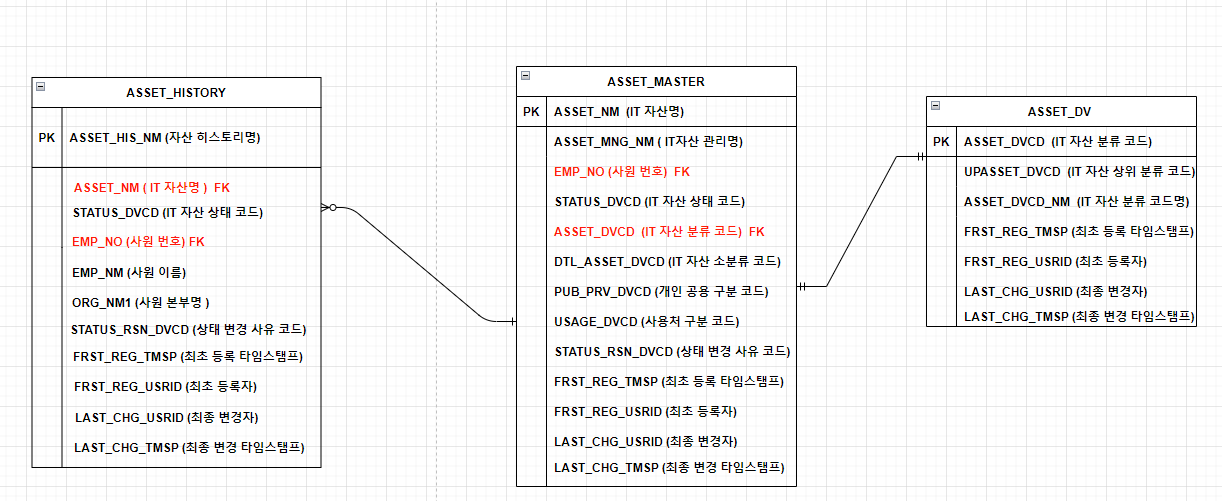 ASSET_HISTORY
PK ASSET_HIS_NM (자산 히스토리명)
ASSET_NM ( IT 자산명 ) FK
STATUS_DVCD (IT 자산 상태 코드)
EMP_NO (사원 번호) FK
EMP_NM (사원 이름)
ORG_NM1 (사원 본부명 )
STATUS_RSN_DVCD (상태 변경 사유 코드)
FRST_REG_TMSP (최초 등록 타임스탬프)
FRST_REG_USRID (최초 등록자)
LAST_CHG_USRID (최종 변경자)
LAST_CHG_TMSP (최종 변경 타임스탬프)
ASSET_MASTER
PK ASSET_NM (IT 자산명)
ASSET_MNG_NM ( IT자산 관리명)
EMP_NO (사원 번호) FK
STATUS_DVCD (IT 자산 상태 코드)
ASSET_DVCD (IT 자산 분류 코드) FK
DTL_ASSET_DVCD (IT 자산 소분류 코드)
PUB_PRV_DVCD (개인 공용 구분 코드)
USAGE_DVCD (사용처 구분 코드)
STATUS_RSN_DVCD (상태 변경 사유 코드)
FRST_REG_TMSP (최초 등록 타임스탬프)
FRST_REG_USRID (최초 등록자)
LAST_CHG_USRID (최종 변경자)
LAST_CHG_TMSP (최종 변경 타임스탬프)
ASSET_DV
PK ASSET_DVCD (IT 자산 분류 코드)
UPASSET_DVCD (IT 자산 상위 분류 코드)
ASSET_DVCD_NM (IT 자산 분류 코드명)
FRST_REG_TMSP (최초 등록 타임스탬프)
FRST_REG_USRID (최초 등록자)
LAST_CHG_USRID (최종 변경자)
LAST_CHG_TMSP (최종 변경 타임스탬프)